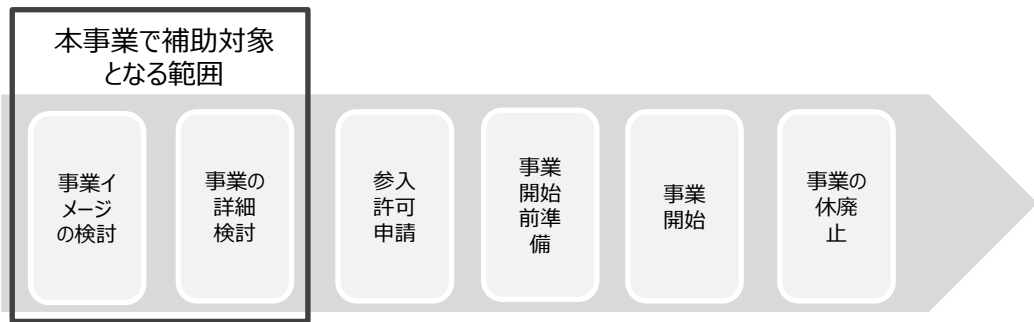 本事業で補助対象
となる範囲
事業イ
メージ
の検討
事業の
詳細
検討
参入
許可
申請
事業
開始
前準
備
事業
開始
事業の
休廃
止